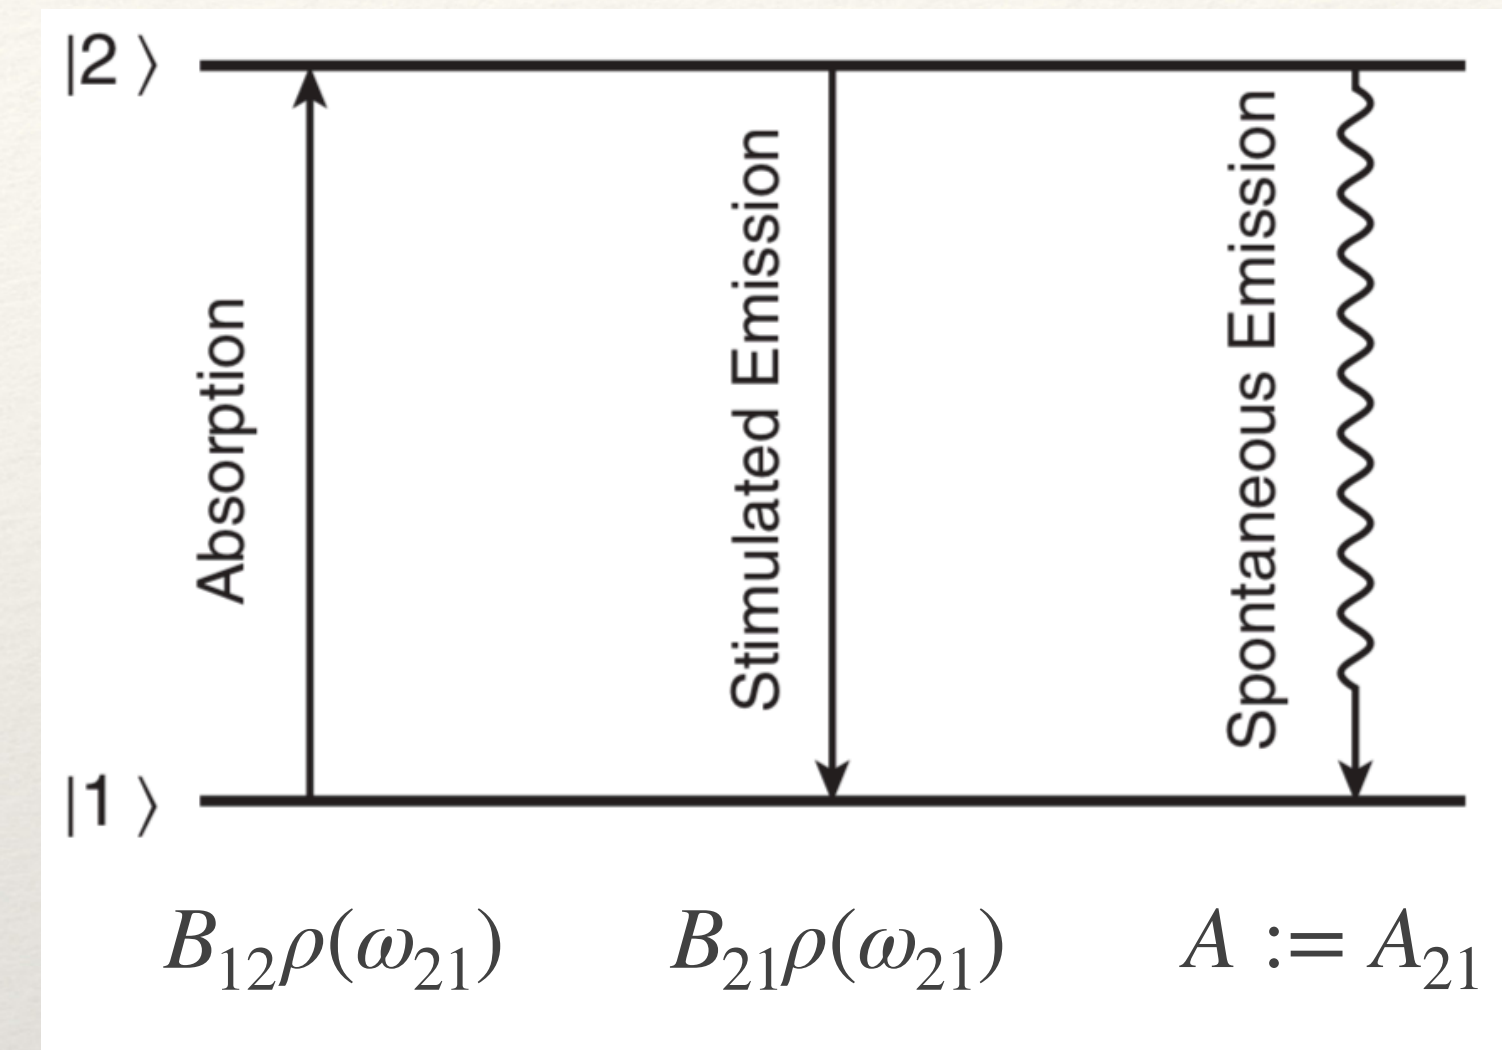 |2 ⟩
Absorption
Stimulated Emission
Spontaneous Emission
|1 ⟩
B₁₂ρ(ω₂₁)
B₂₁ρ(ω₂₁)
A := A₂₁